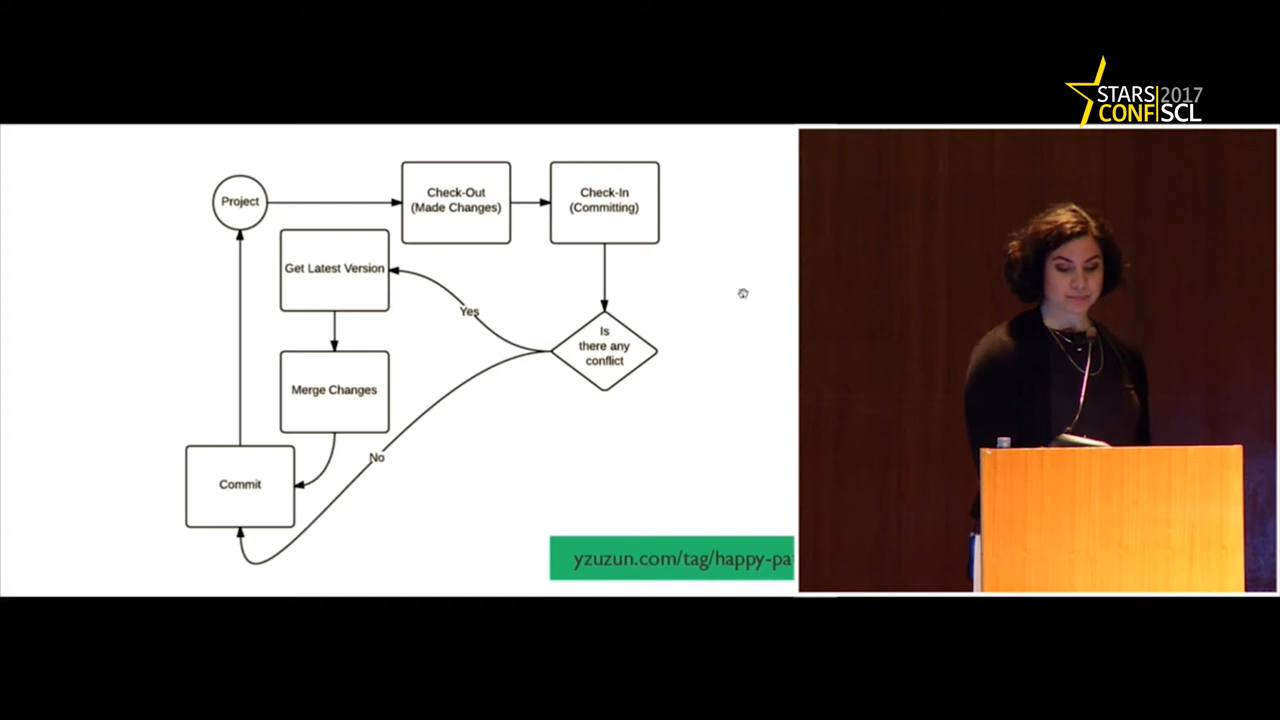 STARS 2017
CONF SCL
Project
Check-Out
(Made Changes)
Check-In
(Committing)
Get Latest Version
Yes
Is
there any
conflict
Merge Changes
No
Commit
yzuzun.com/tag/happy-pa